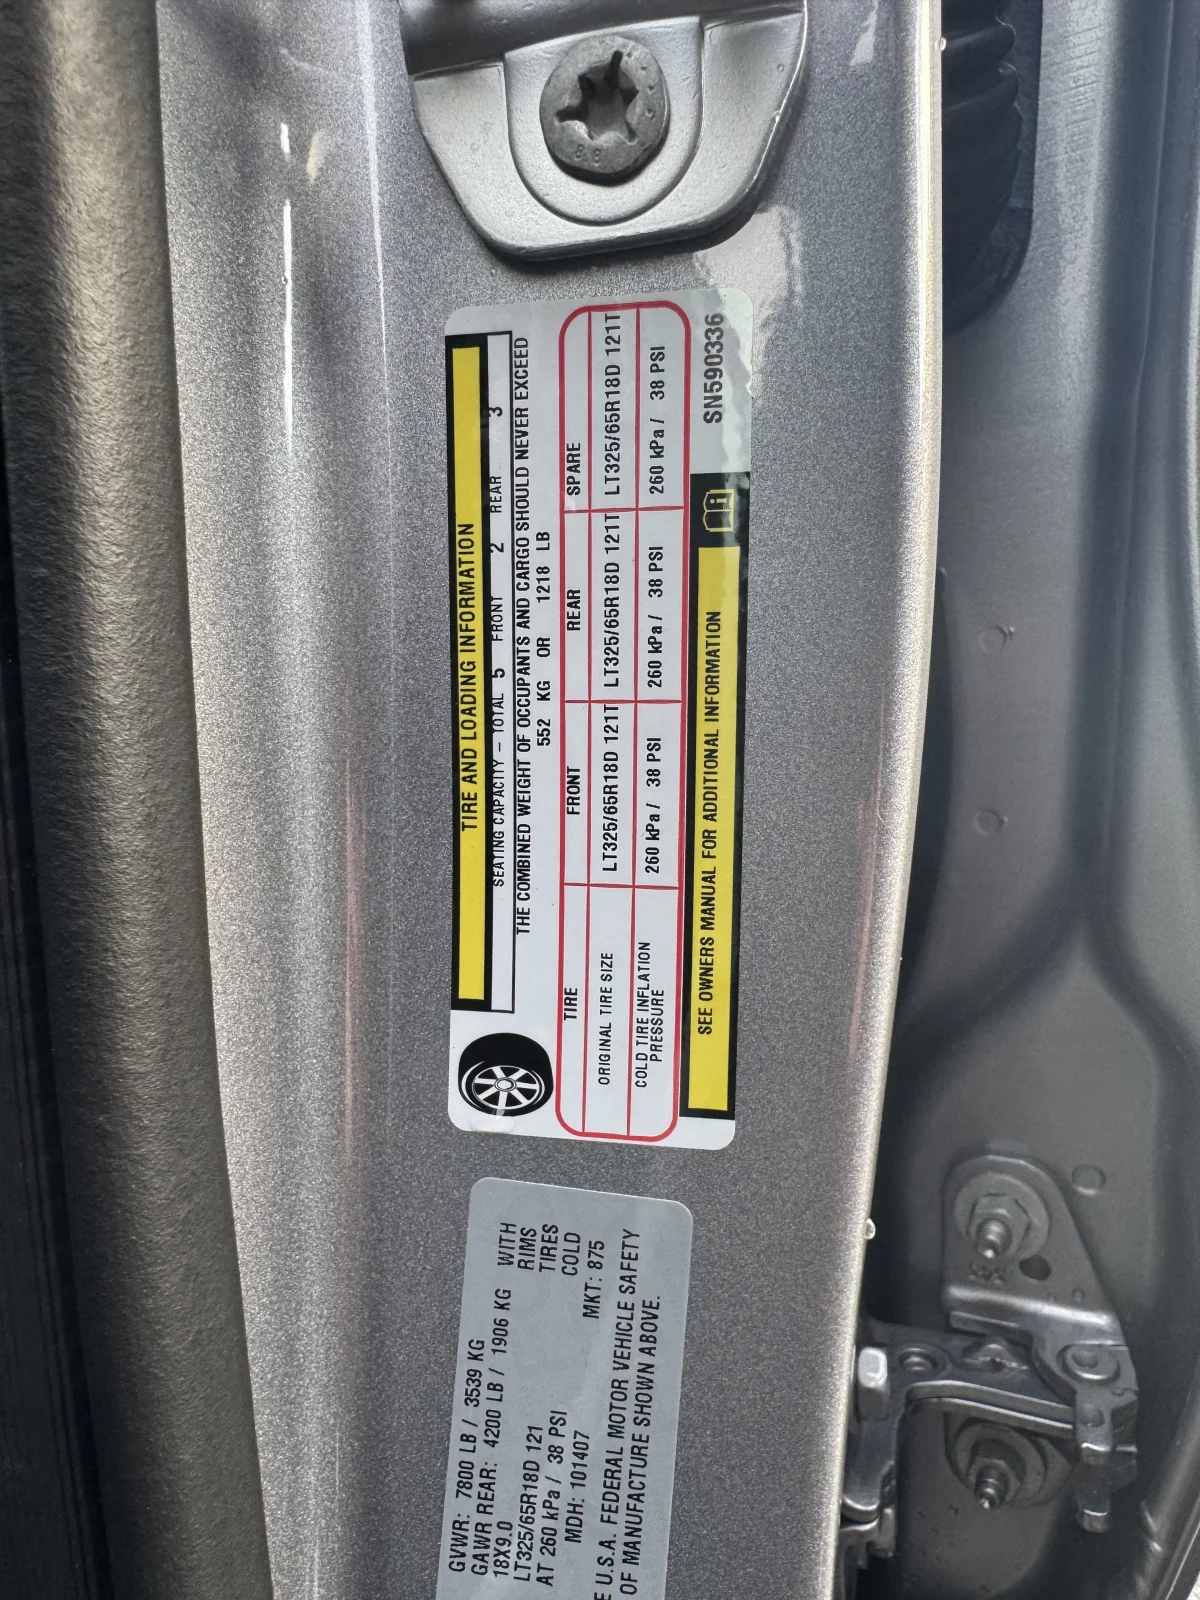 88
TIRE AND LOADING INFORMATION
SEATING CAPACITY – TOTAL 5 FRONT 2 REAR 3
THE COMBINED WEIGHT OF OCCUPANTS AND CARGO SHOULD NEVER EXCEED
552 KG OR 1218 LB
TIRE FRONT REAR SPARE
ORIGINAL TIRE SIZE LT325/65R18D 121T LT325/65R18D 121T LT325/65R18D 121T
COLD TIRE INFLATION
PRESSURE 260 kPa / 38 PSI 260 kPa / 38 PSI 260 kPa / 38 PSI
SEE OWNERS MANUAL FOR ADDITIONAL INFORMATION
SN590336
GVWR: 7800 LB / 3539 KG
GAWR REAR: 4200 LB / 1906 KG WITH
18X9.0 RIMS
LT325/65R18D 121 TIRES
AT 260 kPa / 38 PSI COLD
MDH: 101407 MKT: 875
U.S.A. FEDERAL MOTOR VEHICLE SAFETY
OF MANUFACTURE SHOWN ABOVE.